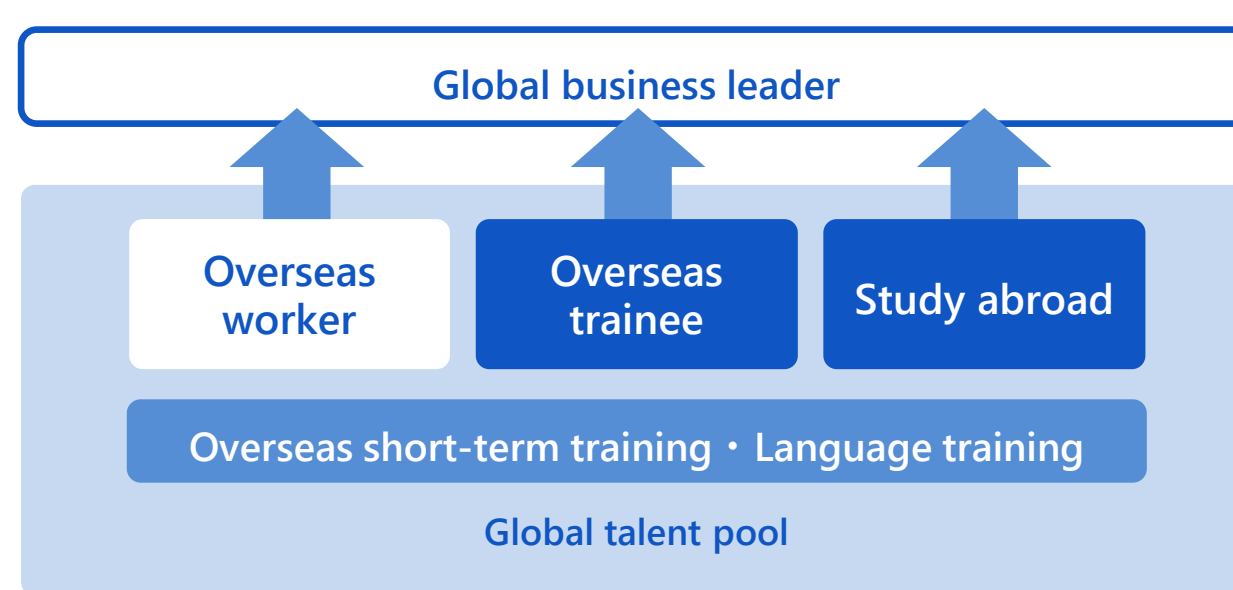 Global business leader
Overseas
worker
Overseas
trainee
Study abroad
Overseas short-term training・Language training
Global talent pool